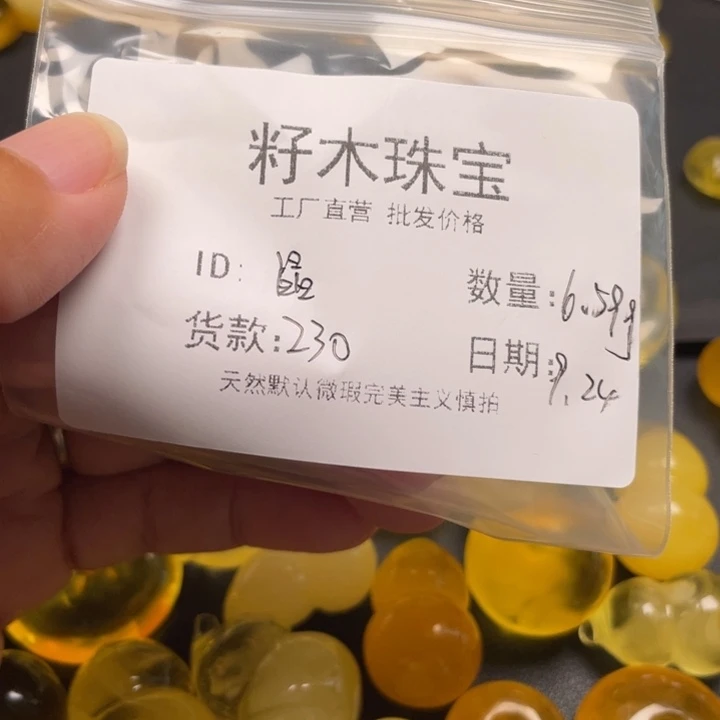 籽木珠宝
工厂直营 批发价格
ID:
数量:6.59g
货款:230
日期:9.24
天然默认微瑕完美主义慎拍